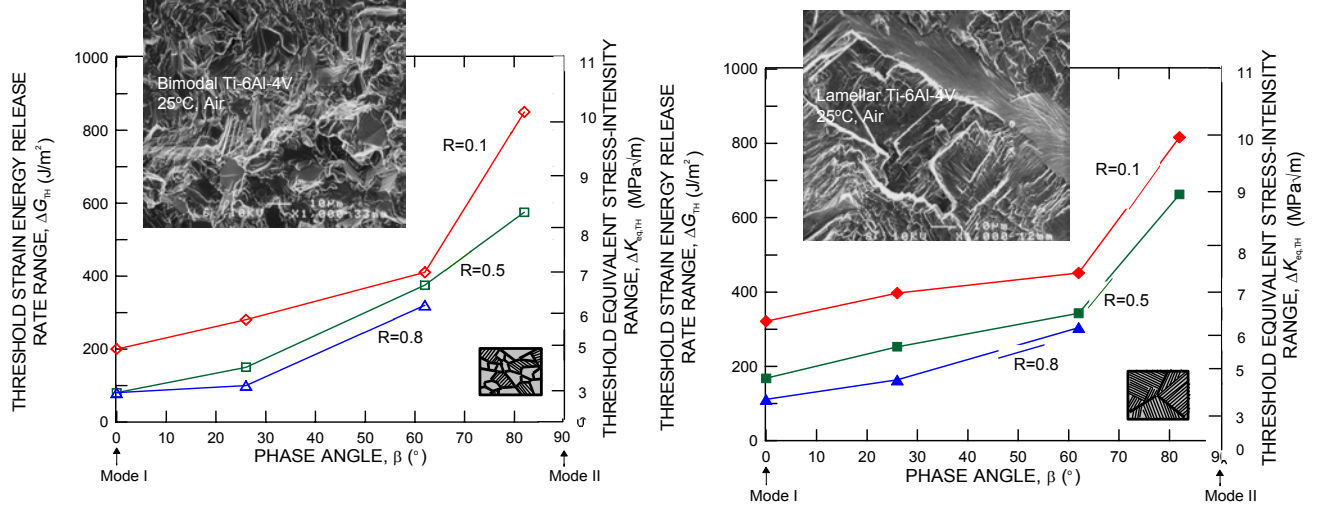 1000
800
600
400
200
0
THRESHOLD STRAIN ENERGY RELEASE
RATE RANGE, ΔG_TH (J/m²)
Bimodal Ti-6Al-4V
25ºC, Air
10μm
X1,000 33mm
R=0.1
R=0.5
R=0.8
11
10
9
8
7
6
5
3
THRESHOLD EQUIVALENT STRESS-INTENSITY
RANGE, ΔK_eq,TH (MPa√m)
0 10 20 30 40 50 60 70 80 90
PHASE ANGLE, β (°)
Mode I
Mode II
1000
800
600
400
200
0
THRESHOLD STRAIN ENERGY RELEASE
RATE RANGE, ΔG_TH (J/m²)
Lamellar Ti-6Al-4V
25ºC, Air
10μm
12mm
R=0.1
R=0.5
R=0.8
11
10
9
8
7
6
5
3
0
THRESHOLD EQUIVALENT STRESS-INTENSITY
RANGE, ΔK_eq,TH (MPa√m)
0 10 20 30 40 50 60 70 80
PHASE ANGLE, β (°)
Mode I
Mode II